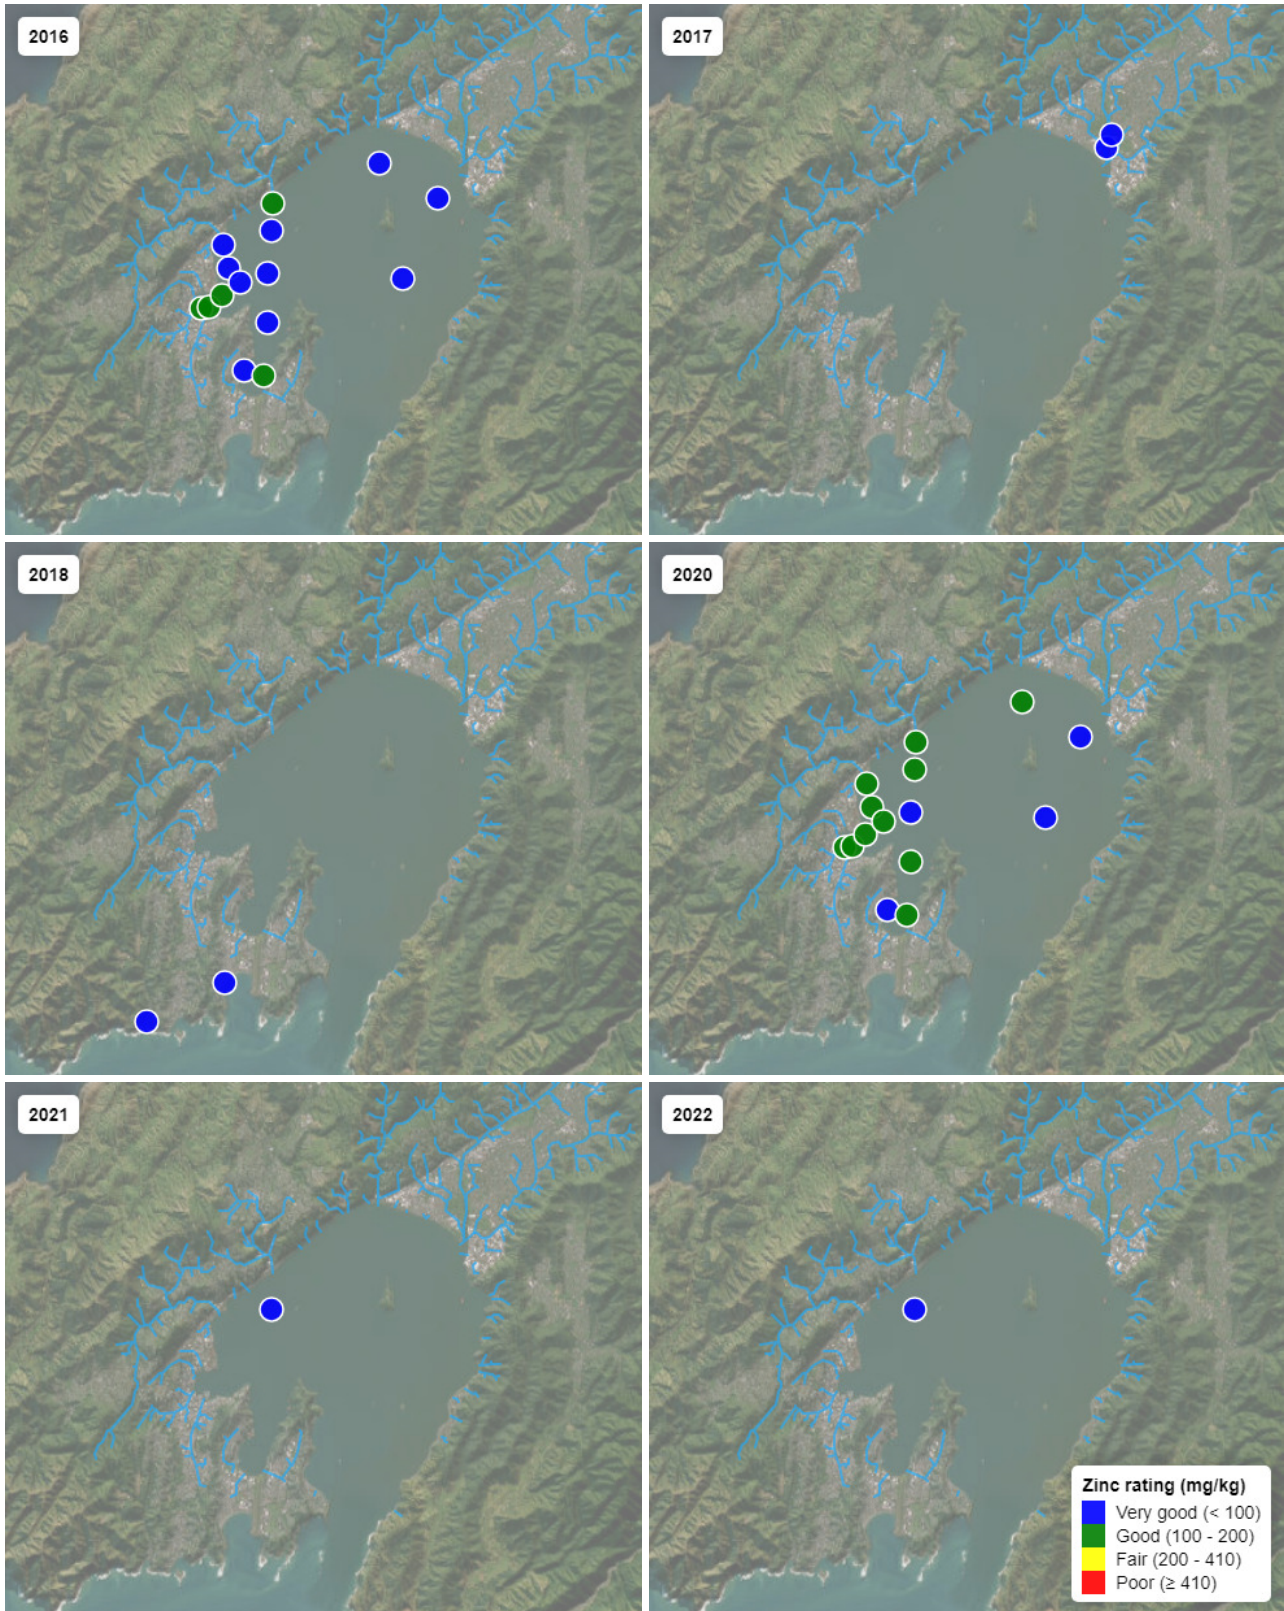 2016
2017
2018
2020
2021
2022
Zinc rating (mg/kg)
Very good (< 100)
Good (100 - 200)
Fair (200 - 410)
Poor (≥ 410)